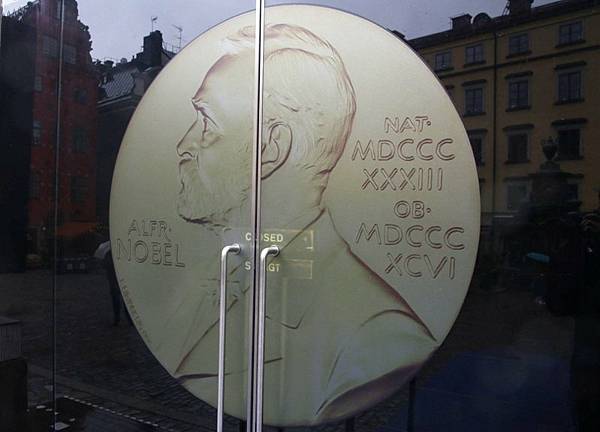 ALFR·
NOBEL
NAT·
MDCCC
XXXIII
OB·
MDCCC
XCVI
CLOSED
STÄNGT